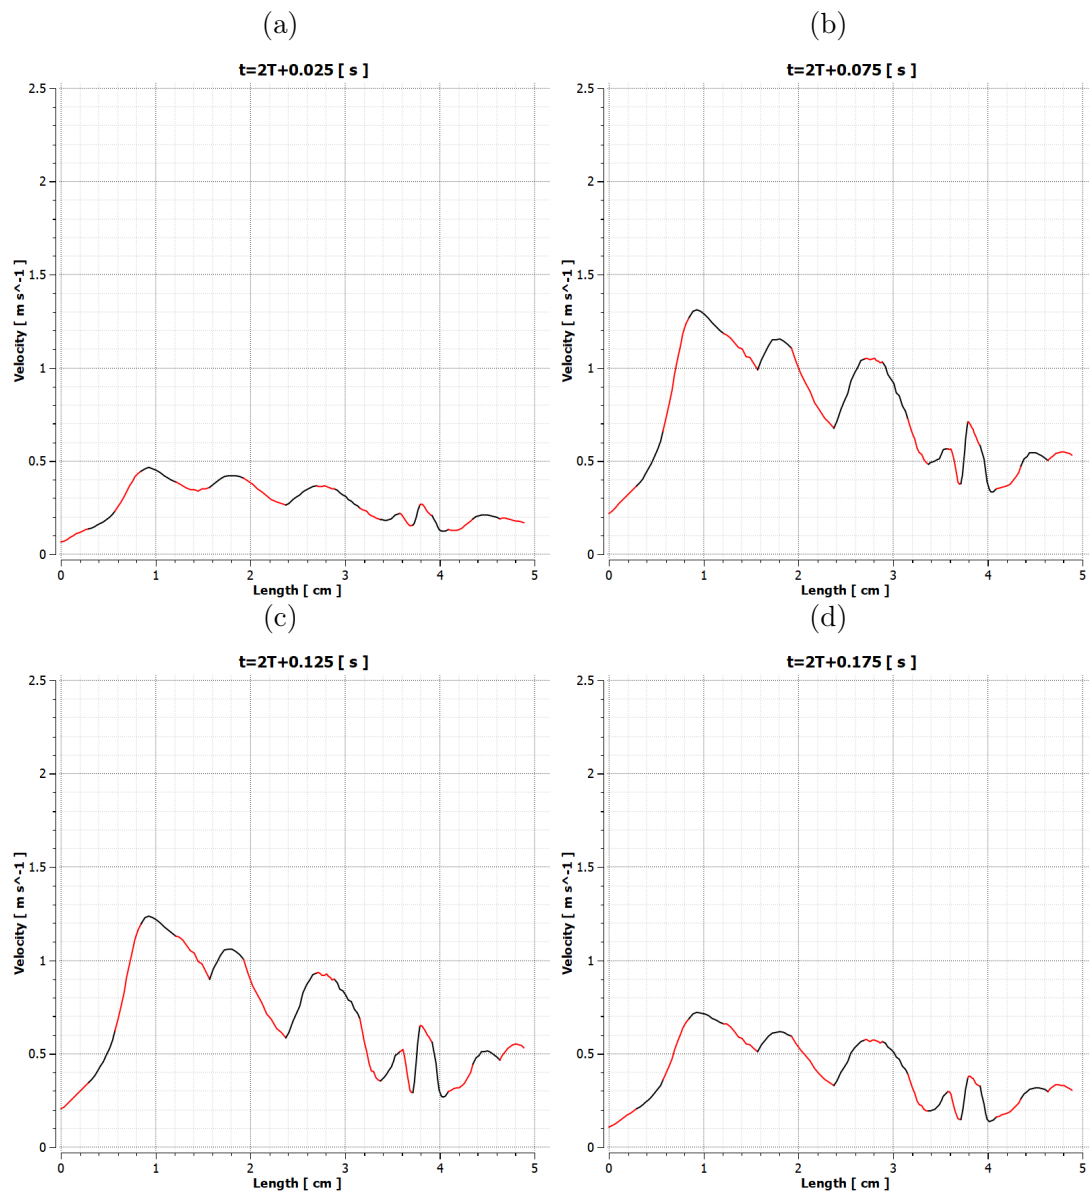 (a)
t=2T+0.025 [ s ]
Velocity [ m s^-1 ]
2.5
2
1.5
1
0.5
0
0 1 2 3 4 5
Length [ cm ]
(b)
t=2T+0.075 [ s ]
Velocity [ m s^-1 ]
2.5
2
1.5
1
0.5
0
0 1 2 3 4 5
Length [ cm ]
(c)
t=2T+0.125 [ s ]
Velocity [ m s^-1 ]
2.5
2
1.5
1
0.5
0
0 1 2 3 4 5
Length [ cm ]
(d)
t=2T+0.175 [ s ]
Velocity [ m s^-1 ]
2.5
2
1.5
1
0.5
0
0 1 2 3 4 5
Length [ cm ]